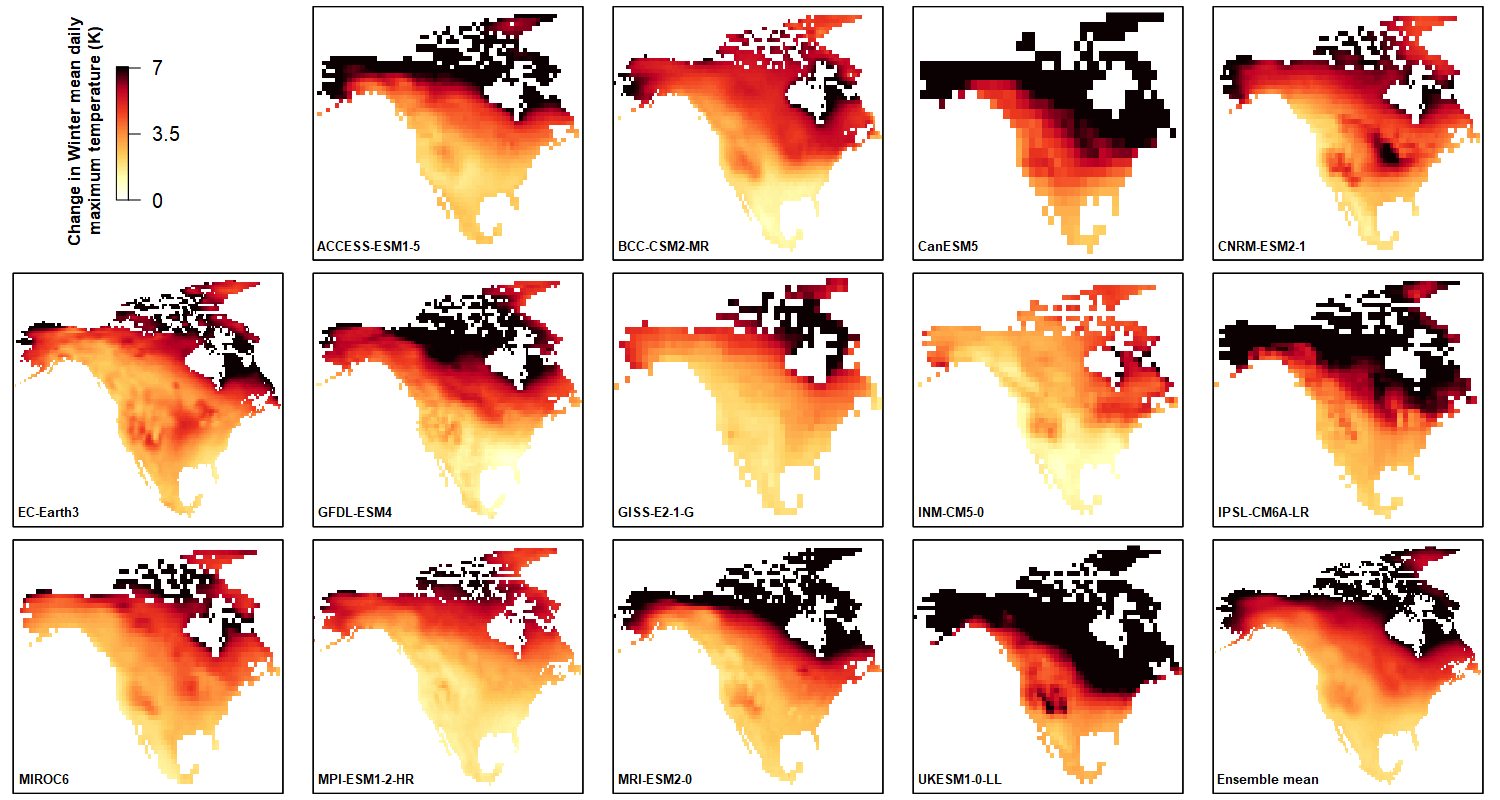 Change in Winter mean daily
maximum temperature (K)
7
3.5
0
ACCESS-ESM1-5
BCC-CSM2-MR
CanESM5
CNRM-ESM2-1
EC-Earth3
GFDL-ESM4
GISS-E2-1-G
INM-CM5-0
IPSL-CM6A-LR
MIROC6
MPI-ESM1-2-HR
MRI-ESM2-0
UKESM1-0-LL
Ensemble mean